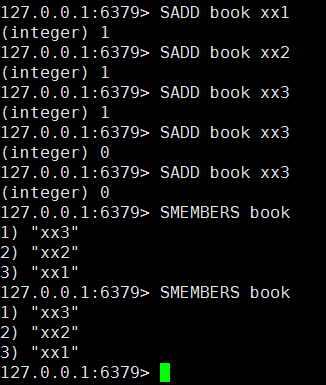 127.0.0.1:6379> SADD book xx1
(integer) 1
127.0.0.1:6379> SADD book xx2
(integer) 1
127.0.0.1:6379> SADD book xx3
(integer) 1
127.0.0.1:6379> SADD book xx3
(integer) 0
127.0.0.1:6379> SADD book xx3
(integer) 0
127.0.0.1:6379> SMEMBERS book
1) "xx3"
2) "xx2"
3) "xx1"
127.0.0.1:6379> SMEMBERS book
1) "xx3"
2) "xx2"
3) "xx1"
127.0.0.1:6379>